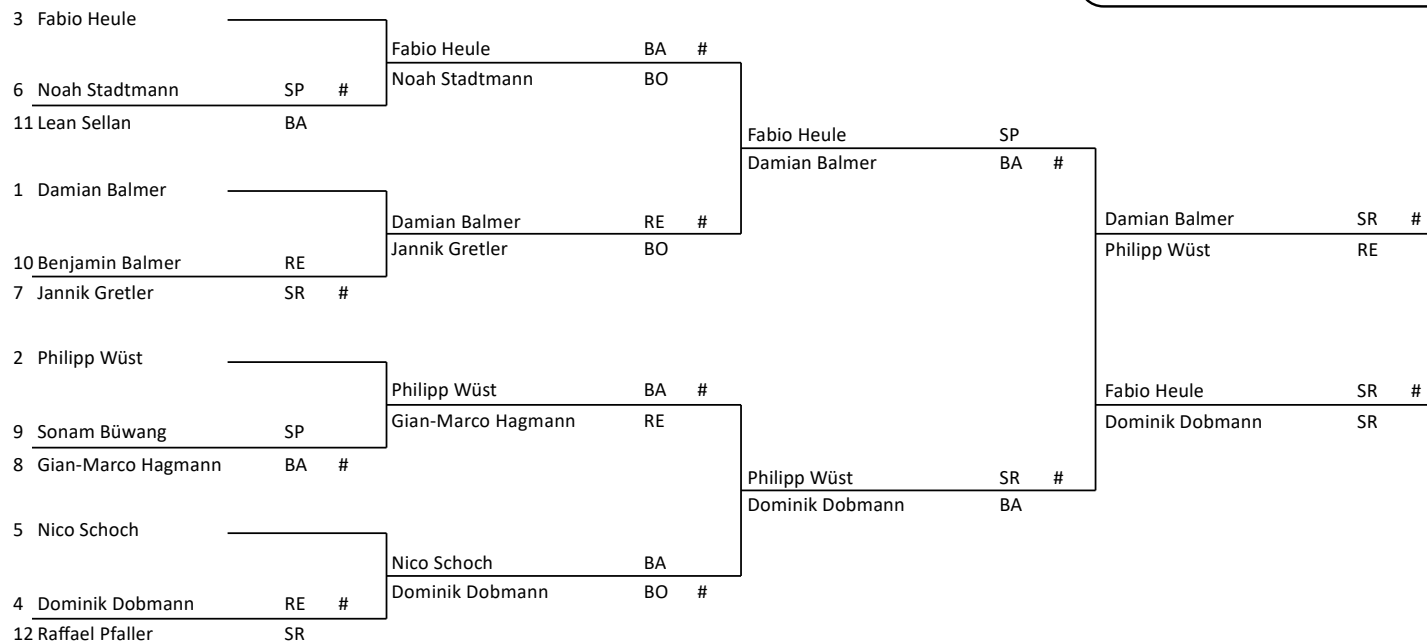 3 Fabio Heule
6 Noah Stadtmann SP #
11 Lean Sellan BA
1 Damian Balmer
10 Benjamin Balmer RE
7 Jannik Gretler SR #
2 Philipp Wüst
9 Sonam Büwang SP
8 Gian-Marco Hagmann BA #
5 Nico Schoch
4 Dominik Dobmann RE #
12 Raffael Pfaller SR
Fabio Heule BA #
Noah Stadtmann BO
Damian Balmer RE #
Jannik Gretler BO
Philipp Wüst BA #
Gian-Marco Hagmann RE
Nico Schoch BA
Dominik Dobmann BO #
Fabio Heule SP
Damian Balmer BA #
Philipp Wüst SR #
Dominik Dobmann BA
Damian Balmer SR #
Philipp Wüst RE
Fabio Heule SR #
Dominik Dobmann SR